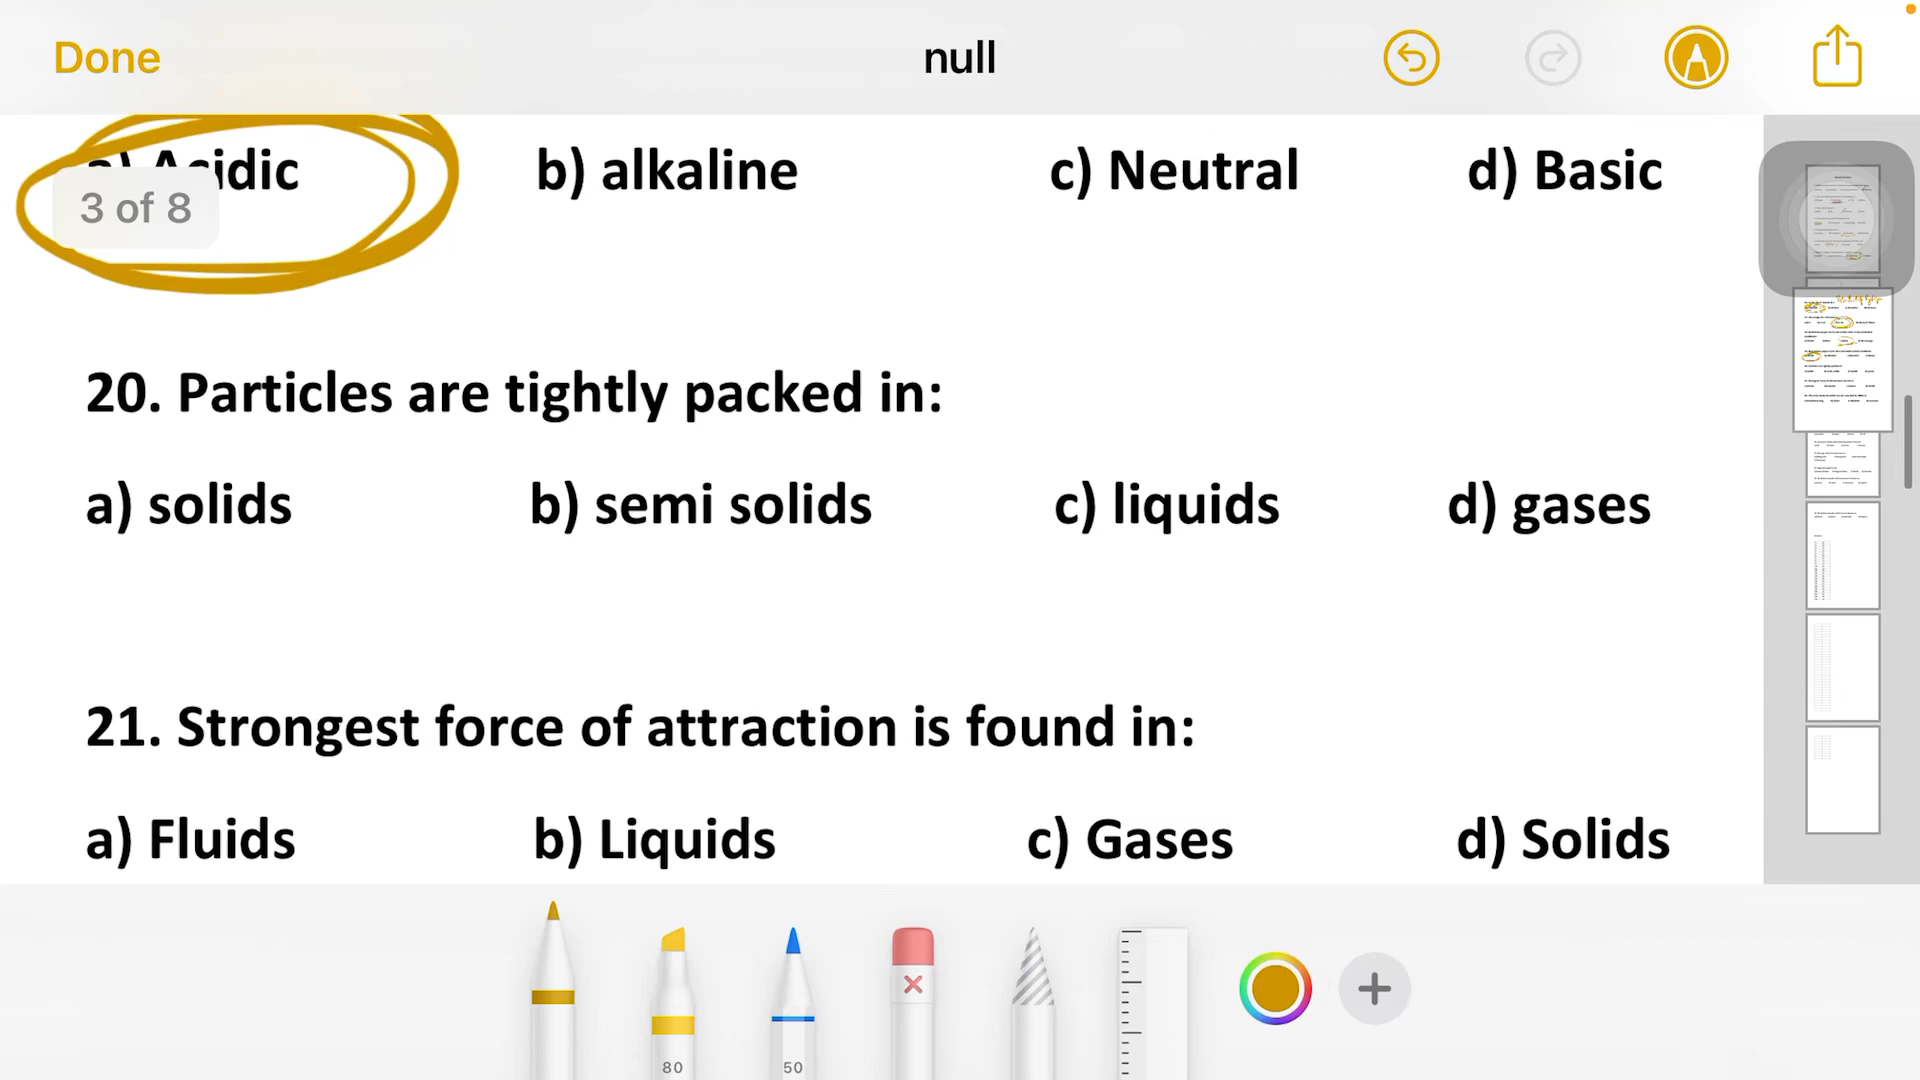 Done
null
a) Acidic b) alkaline c) Neutral d) Basic
3 of 8
20. Particles are tightly packed in:
a) solids b) semi solids c) liquids d) gases
21. Strongest force of attraction is found in:
a) Fluids b) Liquids c) Gases d) Solids
80 50